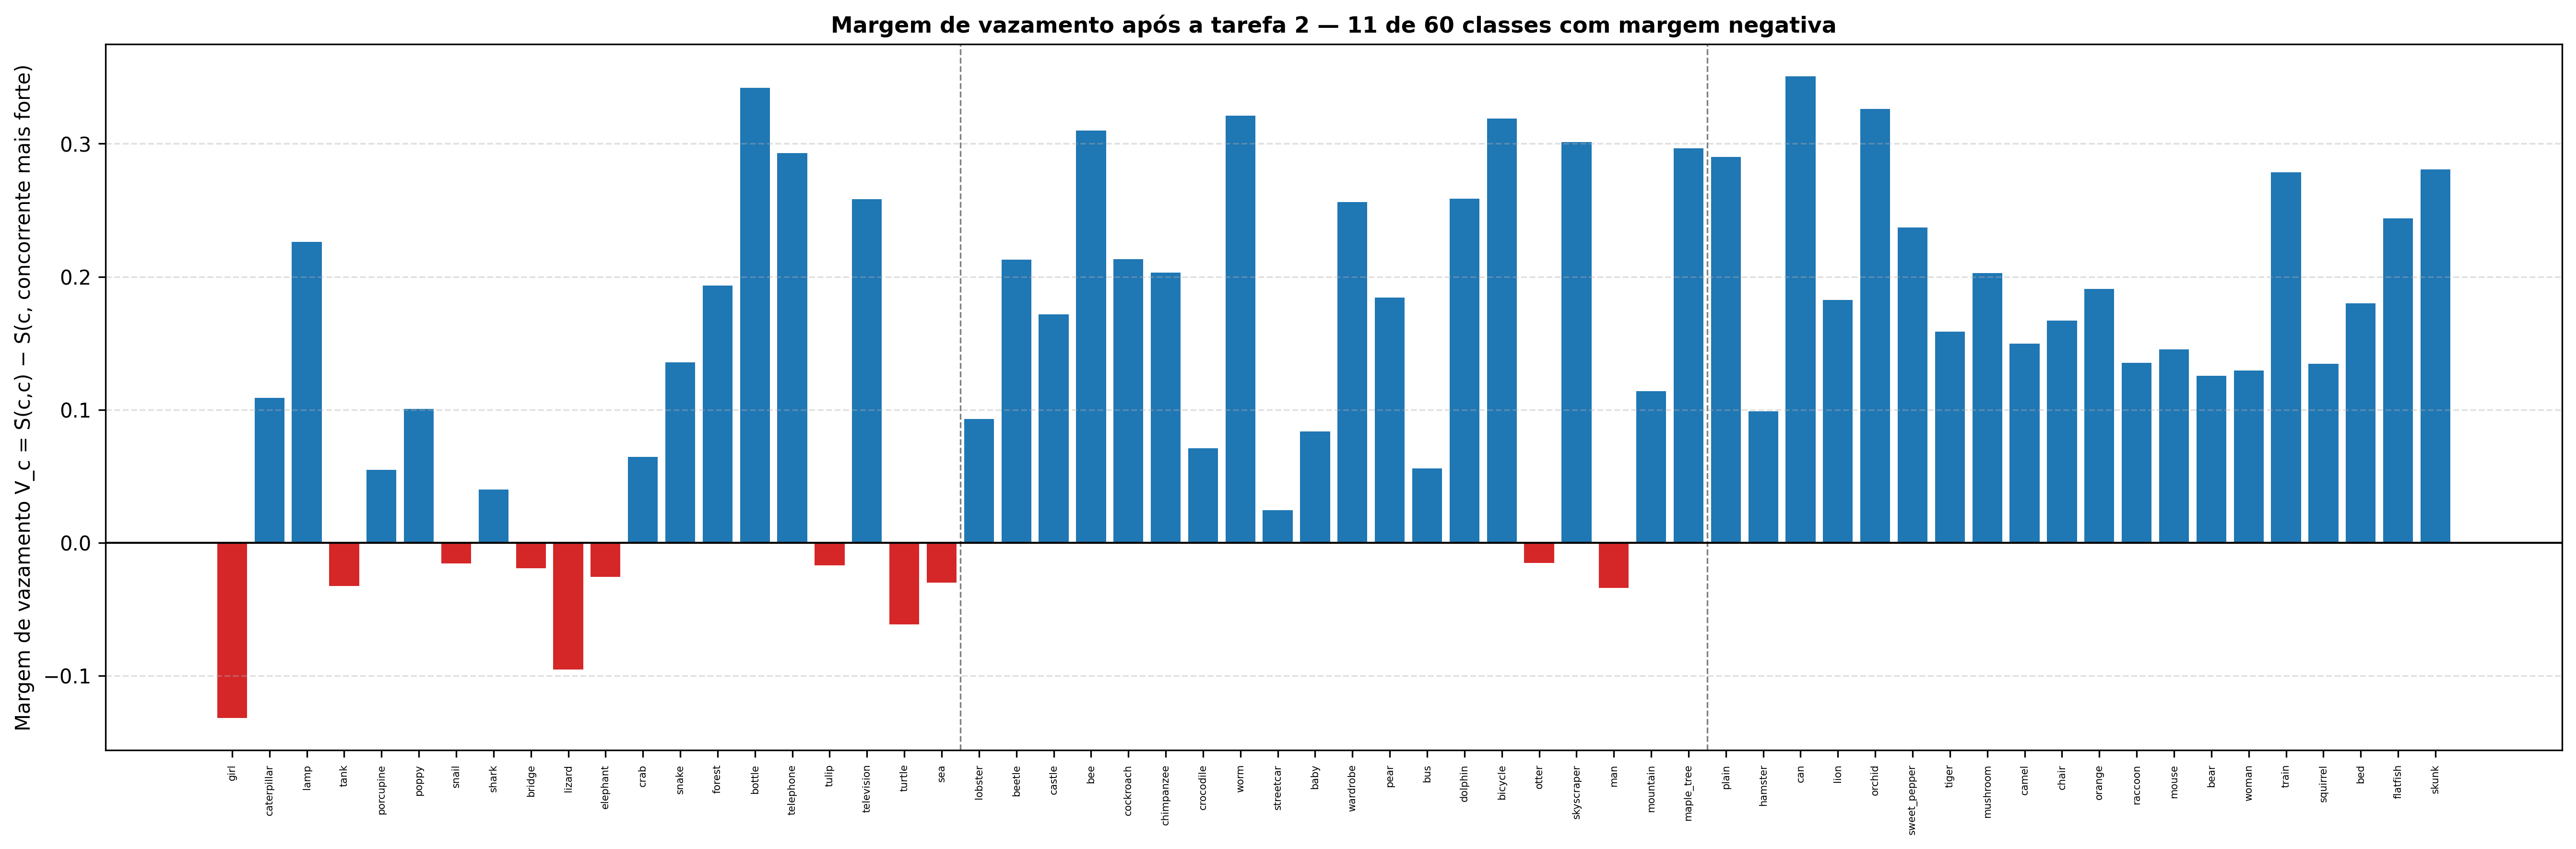 Margem de vazamento após a tarefa 2 — 11 de 60 classes com margem negativa
Margem de vazamento V_c = S(c,c) − S(c, concorrente mais forte)
0.3
0.2
0.1
0.0
−0.1
girl
caterpillar
lamp
tank
porcupine
poppy
snail
shark
bridge
lizard
elephant
crab
snake
forest
bottle
telephone
tulip
television
turtle
sea
lobster
beetle
castle
bee
cockroach
chimpanzee
crocodile
worm
streetcar
baby
wardrobe
pear
bus
dolphin
bicycle
otter
skyscraper
man
mountain
maple_tree
plain
hamster
can
lion
orchid
sweet_pepper
tiger
mushroom
camel
chair
orange
raccoon
mouse
bear
woman
train
squirrel
bed
flatfish
skunk